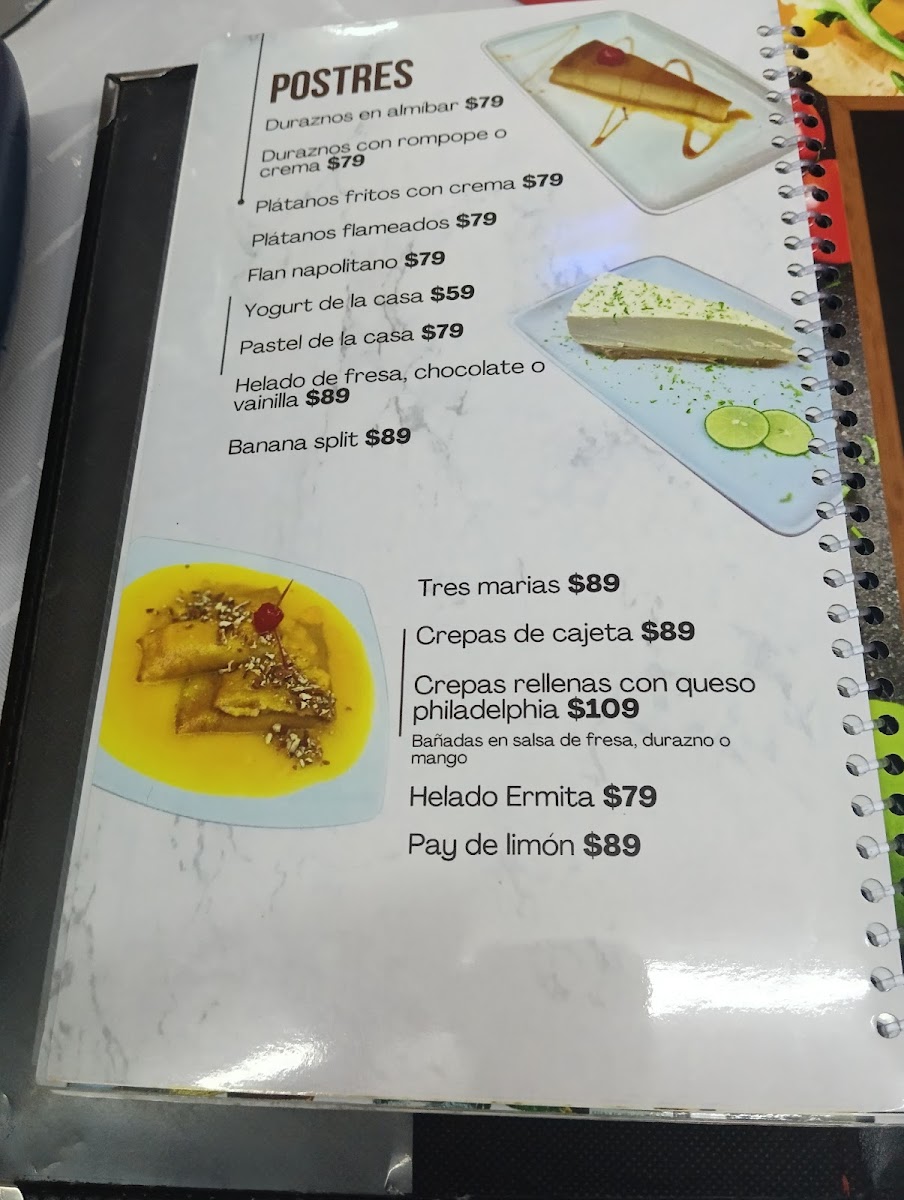 POSTRES
Duraznos en almíbar $79
Duraznos con rompope o
crema $79
Plátanos fritos con crema $79
Plátanos flameados $79
Flan napolitano $79
Yogurt de la casa $59
Pastel de la casa $79
Helado de fresa, chocolate o
vainilla $89
Banana split $89
Tres marias $89
Crepas de cajeta $89
Crepas rellenas con queso
philadelphia $109
Bañadas en salsa de fresa, durazno o
mango
Helado Ermita $79
Pay de limón $89